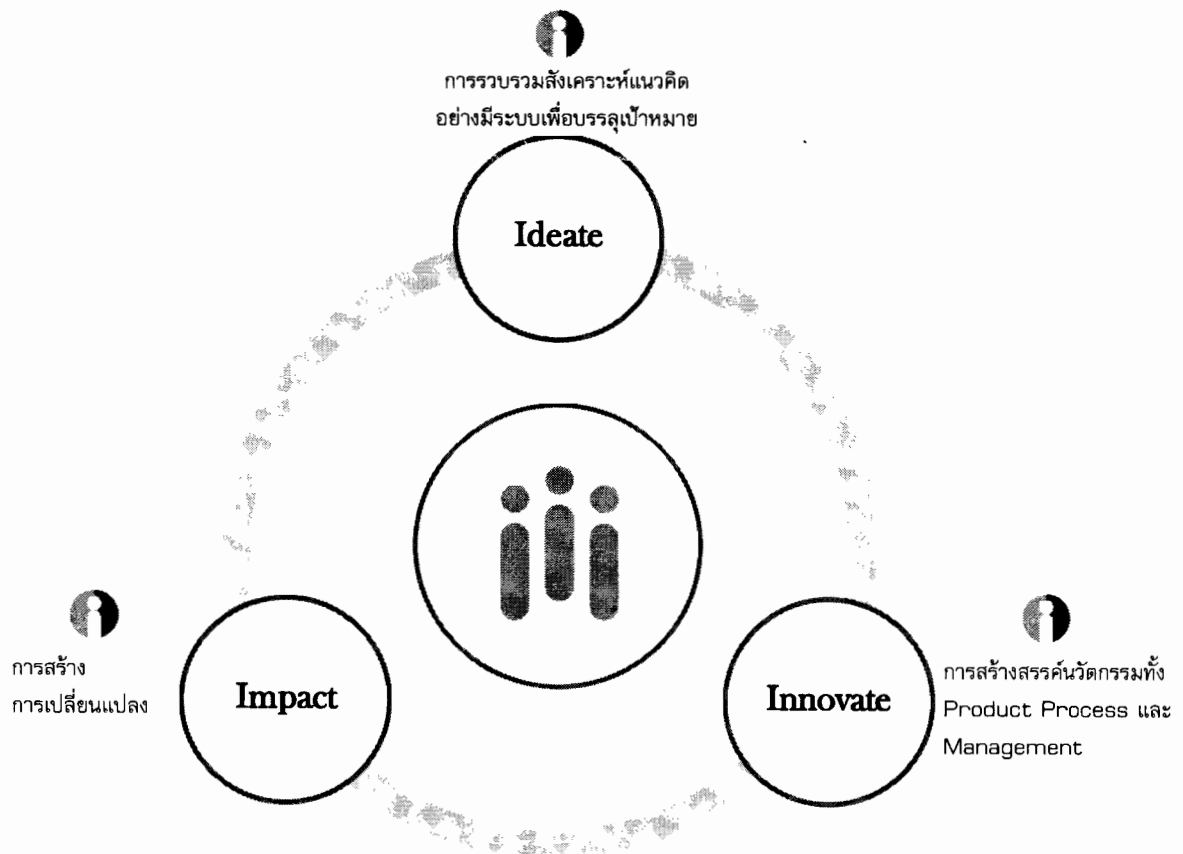 การรวบรวมสังเคราะห์แนวคิด
อย่างมีระบบเพื่อบรรลุเป้าหมาย
Ideate
การสร้าง
การเปลี่ยนแปลง
Impact
Innovate
การสร้างสรรค์นวัตกรรมทั้ง
Product Process และ
Management